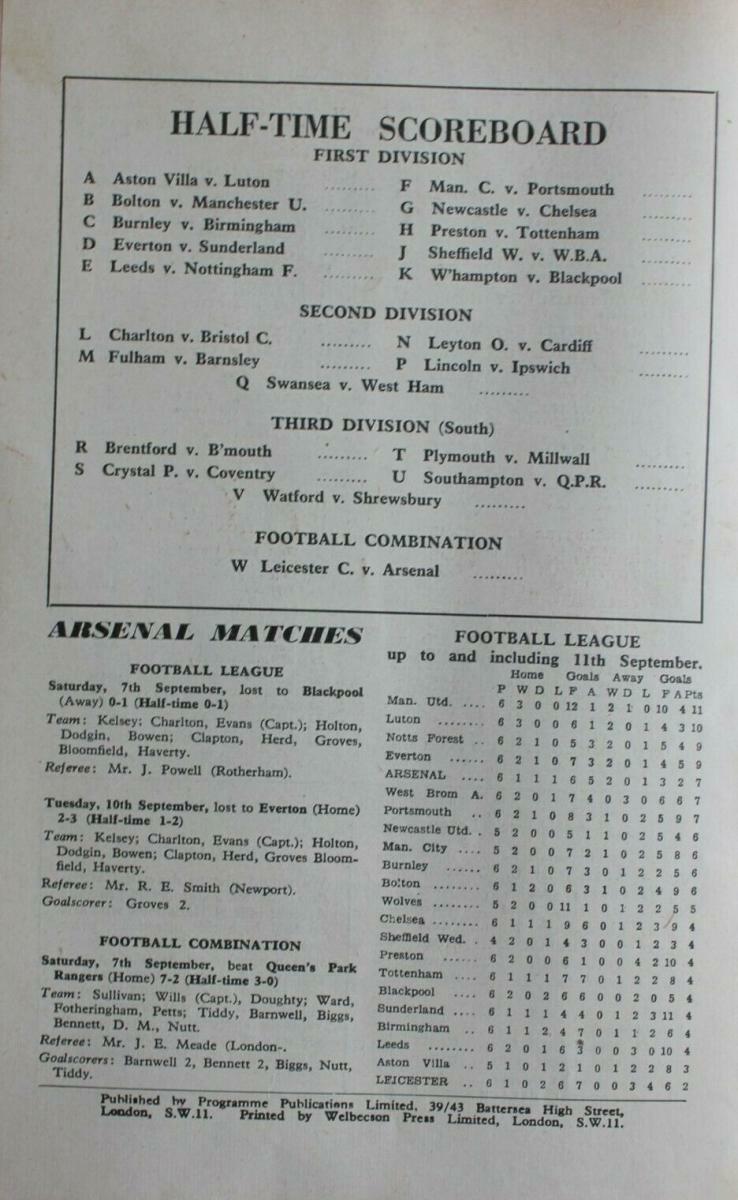 HALF-TIME SCOREBOARD
FIRST DIVISION
A Aston Villa v. Luton ......... F Man. C. v. Portsmouth .........
B Bolton v. Manchester U. ......... G Newcastle v. Chelsea .........
C Burnley v. Birmingham ......... H Preston v. Tottenham .........
D Everton v. Sunderland ......... J Sheffield W. v. W.B.A. .........
E Leeds v. Nottingham F. ......... K W'hampton v. Blackpool .........
SECOND DIVISION
L Charlton v. Bristol C. ......... N Leyton O. v. Cardiff .........
M Fulham v. Barnsley ......... P Lincoln v. Ipswich .........
Q Swansea v. West Ham .........
THIRD DIVISION (South)
R Brentford v. B'mouth ......... T Plymouth v. Millwall .........
S Crystal P. v. Coventry ......... U Southampton v. Q.P.R. .........
V Watford v. Shrewsbury .........
FOOTBALL COMBINATION
W Leicester C. v. Arsenal .........
ARSENAL MATCHES
FOOTBALL LEAGUE
Saturday, 7th September, lost to Blackpool
(Away) 0-1 (Half-time 0-1)
Team: Kelsey; Charlton, Evans (Capt.); Holton,
Dodgin, Bowen; Clapton, Herd, Groves,
Bloomfield, Haverty.
Referee: Mr. J. Powell (Rotherham).
Tuesday, 10th September, lost to Everton (Home)
2-3 (Half-time 1-2)
Team: Kelsey; Charlton, Evans (Capt.); Holton,
Dodgin, Bowen; Clapton, Herd, Groves Bloom-
field, Haverty.
Referee: Mr. R. E. Smith (Newport).
Goalscorer: Groves 2.
FOOTBALL COMBINATION
Saturday, 7th September, beat Queen's Park
Rangers (Home) 7-2 (Half-time 3-0)
Team: Sullivan; Wills (Capt.), Doughty; Ward,
Fotheringham, Petts; Tiddy, Barnwell, Biggs,
Bennett, D. M., Nutt.
Referee: Mr. J. E. Meade (London-.
Goalscorers: Barnwell 2, Bennett 2, Biggs, Nutt,
Tiddy.
FOOTBALL LEAGUE
up to and including 11th September.
Home Goals Away Goals
P W D L F A W D L F A Pts
Man. Utd. .... 6 3 0 0 12 1 2 1 0 10 4 11
Luton ........ 6 3 0 0 6 1 2 0 1 4 3 10
Notts Forest .. 6 2 1 0 5 3 2 0 1 5 4 9
Everton ...... 6 2 1 0 7 3 2 0 1 4 5 9
ARSENAL .... 6 1 1 1 6 5 2 0 1 3 2 7
West Brom A. 6 2 0 1 7 4 0 3 0 6 6 7
Portsmouth .. 6 2 1 0 8 3 1 0 2 5 9 7
Newcastle Utd. . 5 2 0 0 5 1 1 0 2 5 4 6
Man. City .... 5 2 0 0 7 2 1 0 2 5 8 6
Burnley ...... 6 2 1 0 7 3 0 1 2 2 5 6
Bolton ........ 6 1 2 0 6 3 1 0 2 4 9 6
Wolves ........ 5 2 0 0 11 1 0 1 2 2 5 5
Chelsea ........ 6 1 1 1 9 6 0 1 2 3 9 4
Sheffield Wed. . 4 2 0 1 4 3 0 0 1 2 3 4
Preston ...... 6 2 0 0 6 1 0 0 4 2 10 4
Tottenham .... 6 1 1 1 7 7 0 1 2 2 8 4
Blackpool .... 6 2 0 2 6 6 0 0 2 0 5 4
Sunderland .... 6 1 1 1 4 4 0 1 2 3 11 4
Birmingham .. 6 1 1 2 4 7 0 1 1 2 6 4
Leeds ........ 6 2 0 1 6 3 0 0 3 0 10 4
Aston Villa .. 5 1 0 1 2 1 0 1 2 2 8 3
LEICESTER .. 6 1 0 2 6 7 0 0 3 4 6 2
Published by Programme Publications Limited, 39/43 Battersea High Street,
London, S.W.11. Printed by Welbecson Press Limited, London, S.W.11.